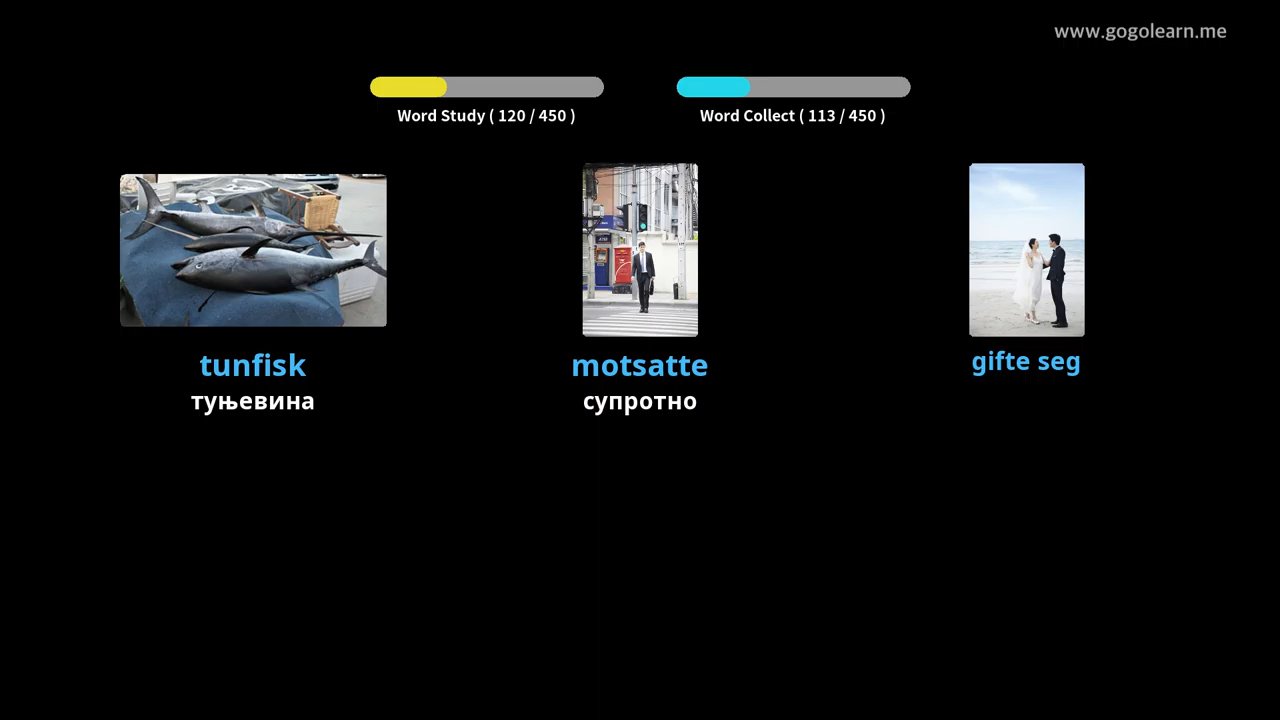 www.gogolearn.me
Word Study ( 120 / 450 )
Word Collect ( 113 / 450 )
tunfisk
motsatte
gifte seg
туњевина
супротно